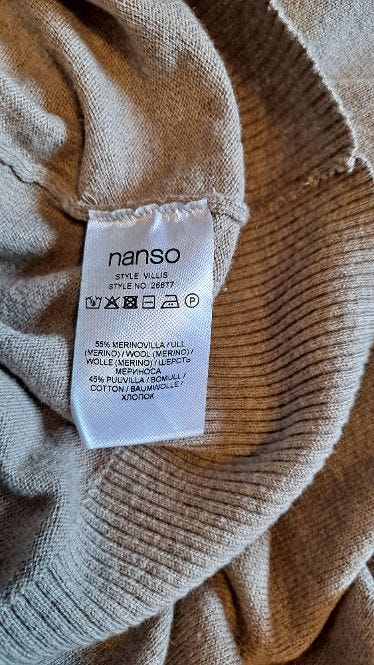 nanso
STYLE: VILLIS
STYLE NO: 26677
P
55% MERINOVILLA / ULL
(MERINO) / WOOL (MERINO) /
WOLLE (MERINO) / ШЕРСТЬ
МЕРИНОСА
45% PUUVILLA / BOMULL /
COTTON / BAUMWOLLE /
ХЛОПОК